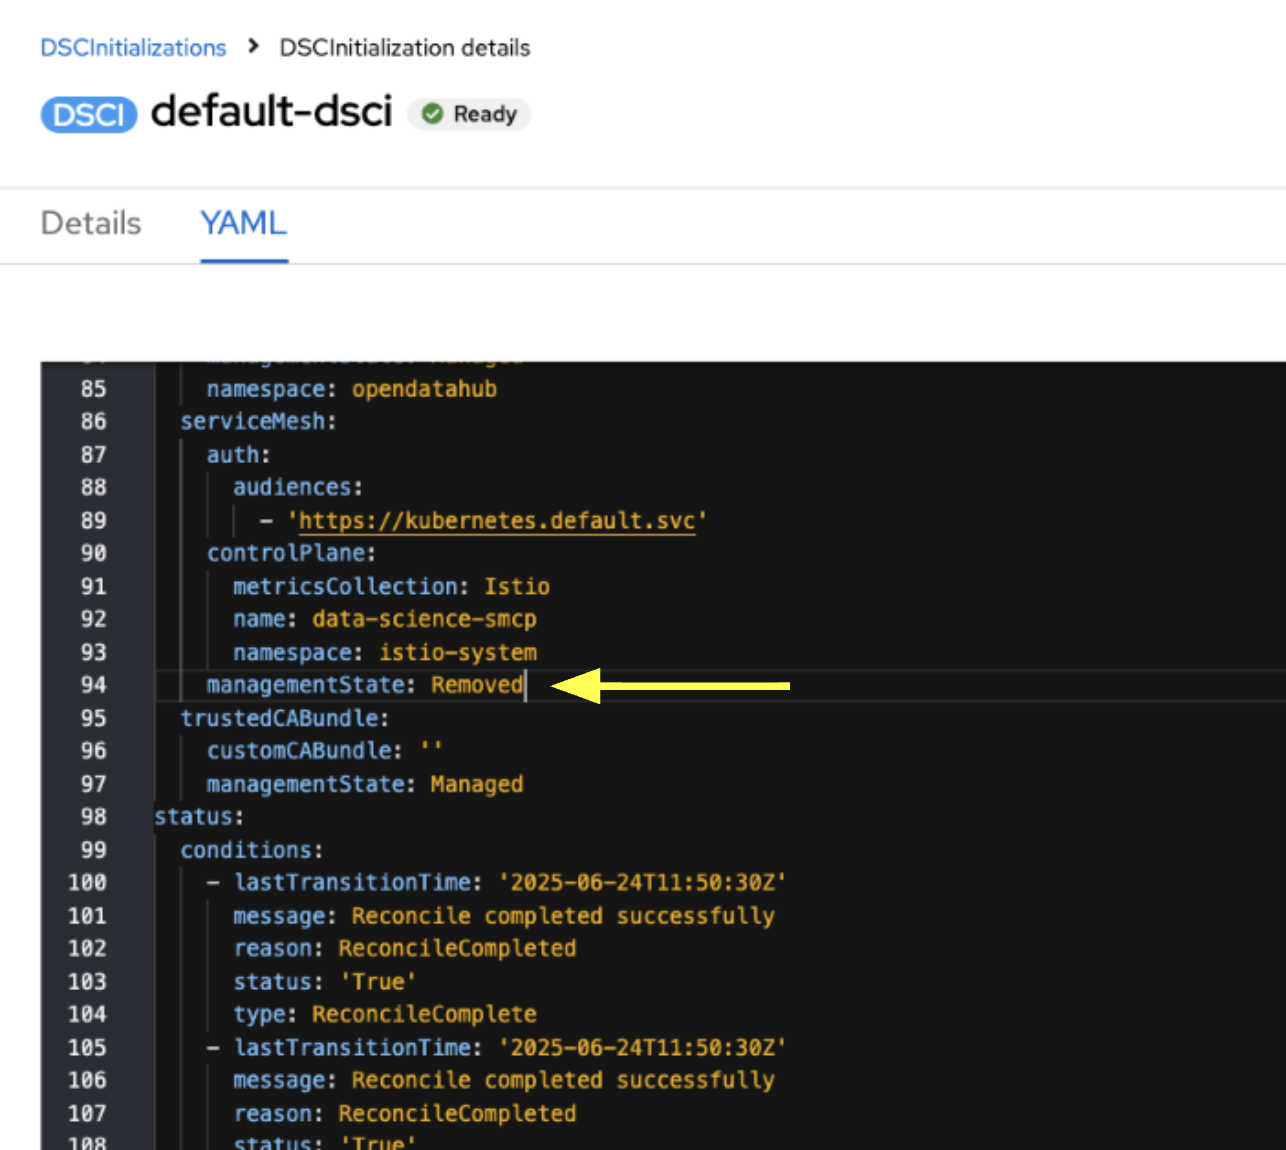 DSCInitializations > DSCInitialization details
DSCI default-dsci Ready
Details YAML
85 namespace: opendatahub
86 serviceMesh:
87 auth:
88 audiences:
89 - 'https://kubernetes.default.svc'
90 controlPlane:
91 metricsCollection: Istio
92 name: data-science-smcp
93 namespace: istio-system
94 managementState: Removed
95 trustedCABundle:
96 customCABundle: ''
97 managementState: Managed
98 status:
99 conditions:
100 - lastTransitionTime: '2025-06-24T11:50:30Z'
101 message: Reconcile completed successfully
102 reason: ReconcileCompleted
103 status: 'True'
104 type: ReconcileComplete
105 - lastTransitionTime: '2025-06-24T11:50:30Z'
106 message: Reconcile completed successfully
107 reason: ReconcileCompleted
108 status: 'True'